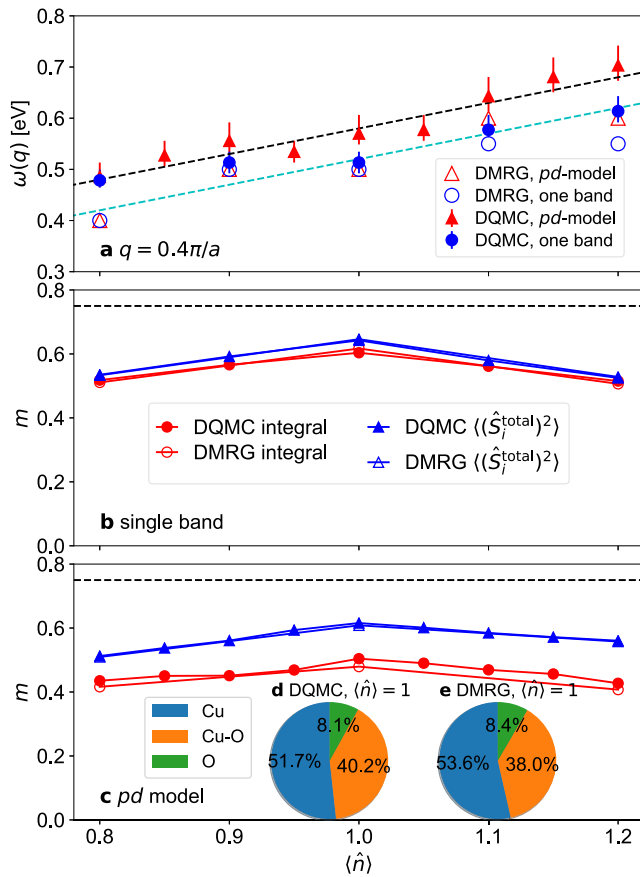 0.8
0.7
0.6
0.5
0.4
0.3
ω(q) [eV]
a q = 0.4π/a
DMRG, pd-model
DMRG, one band
DQMC, pd-model
DQMC, one band
0.8
0.6
0.4
0.2
0.0
m
DQMC integral
DMRG integral
DQMC ⟨(Ŝ_i^total)²⟩
DMRG ⟨(Ŝ_i^total)²⟩
b single band
0.8
0.6
0.4
0.2
0.0
m
Cu
Cu-O
O
d DQMC, ⟨n̂⟩ = 1
8.1%
51.7%
40.2%
e DMRG, ⟨n̂⟩ = 1
8.4%
53.6%
38.0%
c pd model
0.8 0.9 1.0 1.1 1.2
⟨n̂⟩